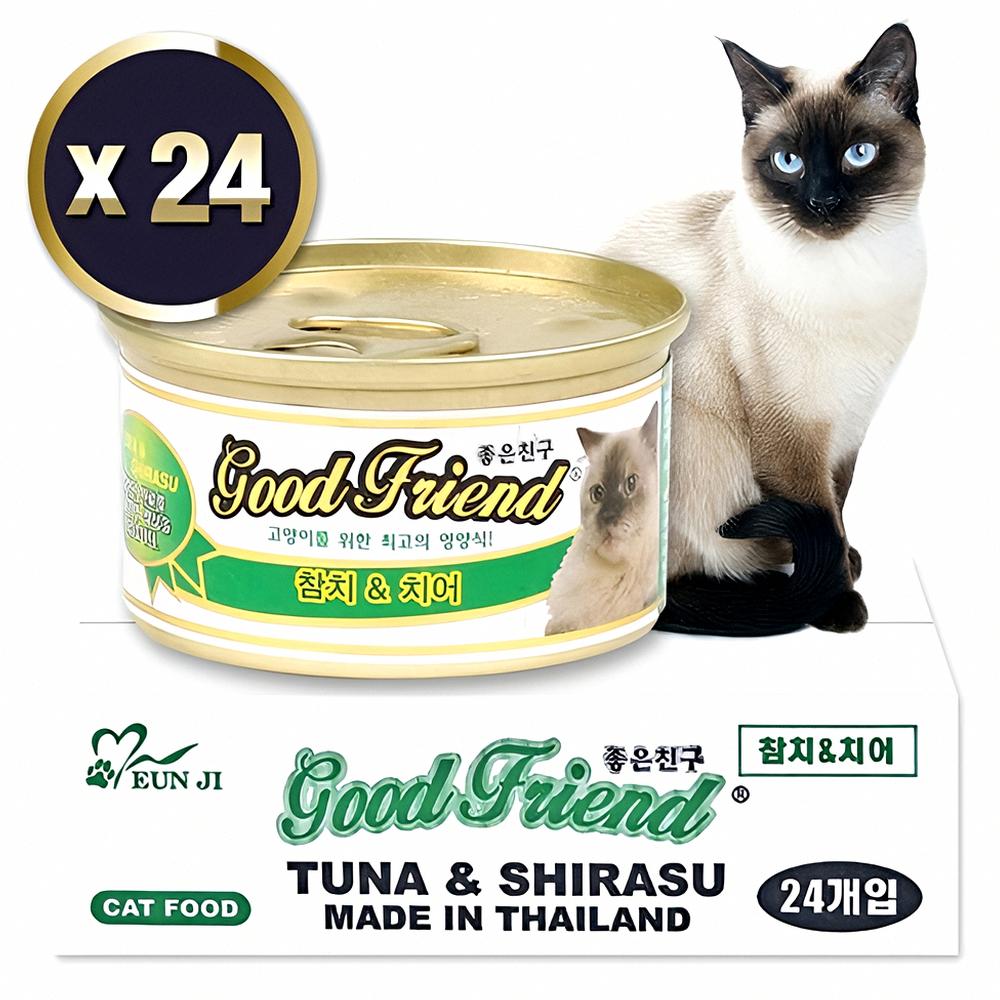 x 24
좋은친구
Good Friend®
고양이를 위한 최고의 영양식!
참치 & 치어
EUN JI
좋은친구
Good Friend®
참치&치어
TUNA & SHIRASU
MADE IN THAILAND
CAT FOOD
24개입